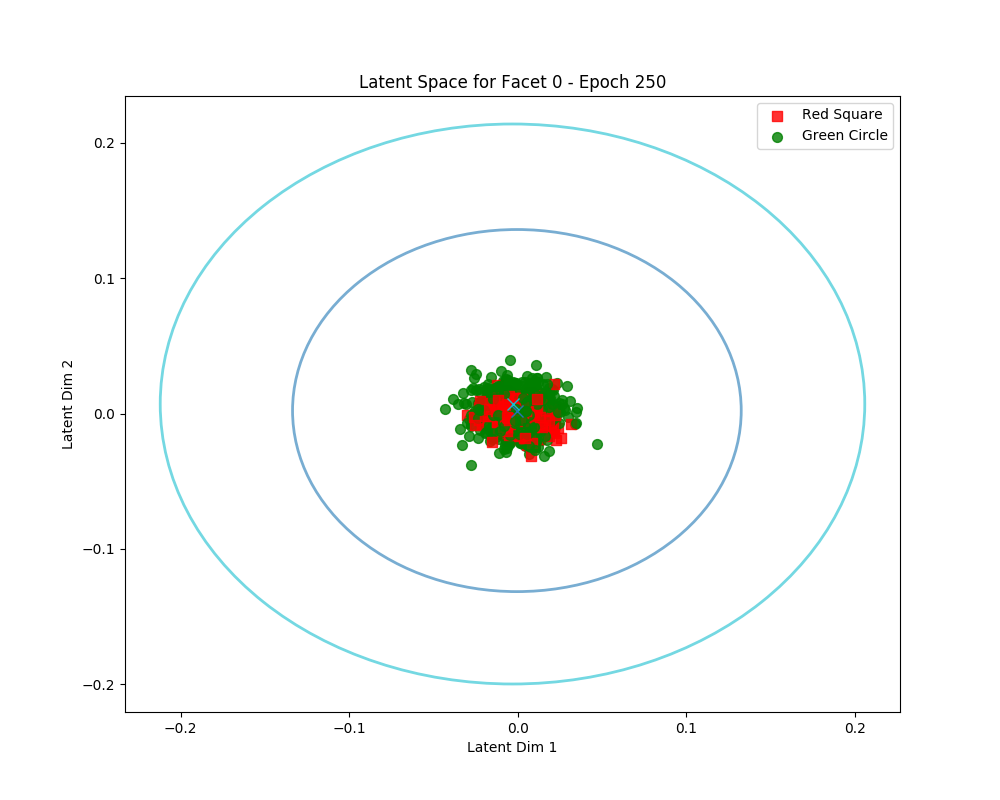 Latent Space for Facet 0 - Epoch 250
Red Square
Green Circle
0.2
0.1
0.0
−0.1
−0.2
Latent Dim 2
−0.2
−0.1
0.0
0.1
0.2
Latent Dim 1